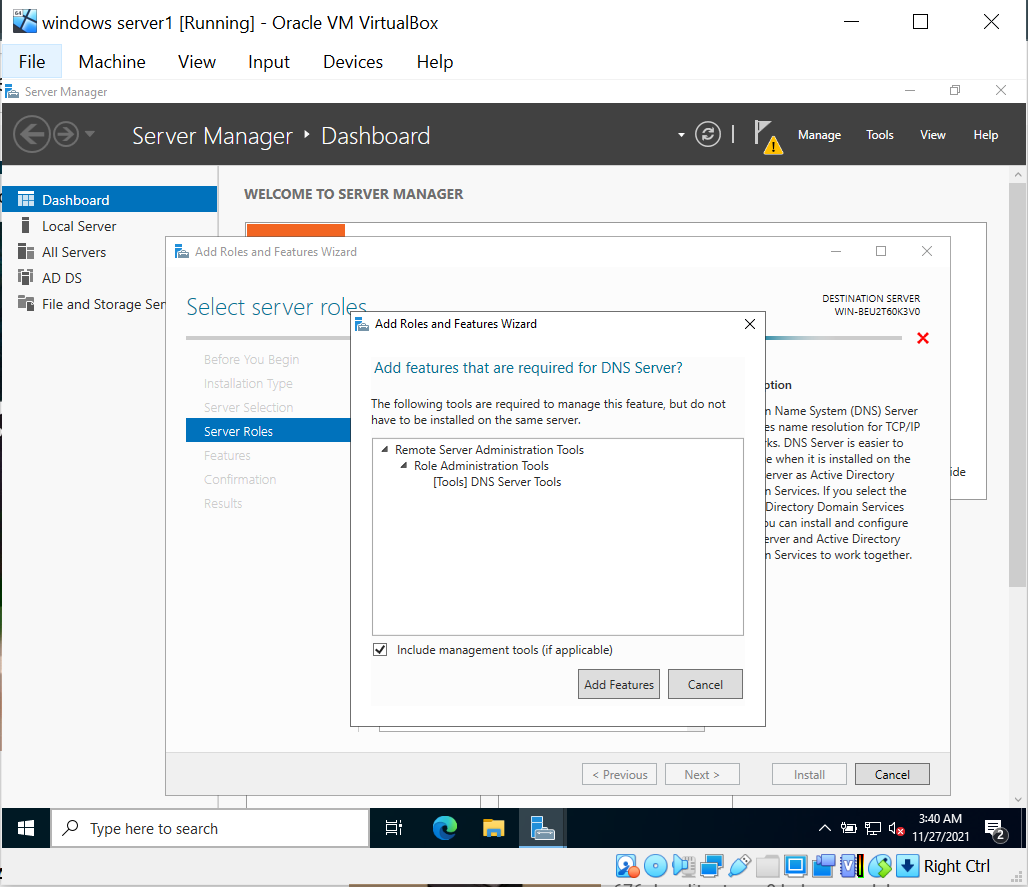 windows server1 [Running] - Oracle VM VirtualBox
File Machine View Input Devices Help
Server Manager
Server Manager Dashboard
Manage Tools View Help
Dashboard
Local Server
All Servers
AD DS
File and Storage Ser
WELCOME TO SERVER MANAGER
Add Roles and Features Wizard
Select server roles
DESTINATION SERVER
WIN-BEU2T60K3V0
Before You Begin
Installation Type
Server Selection
Server Roles
Features
Confirmation
Results
Add Roles and Features Wizard
Add features that are required for DNS Server?
The following tools are required to manage this feature, but do not
have to be installed on the same server.
Remote Server Administration Tools
Role Administration Tools
[Tools] DNS Server Tools
Include management tools (if applicable)
Add Features Cancel
ption
n Name System (DNS) Server
es name resolution for TCP/IP
ks. DNS Server is easier to
e when it is installed on the
erver as Active Directory
n Services. If you select the
Directory Domain Services
ou can install and configure
erver and Active Directory
n Services to work together.
ide
< Previous Next > Install Cancel
Type here to search
3:40 AM
11/27/2021
2
Right Ctrl